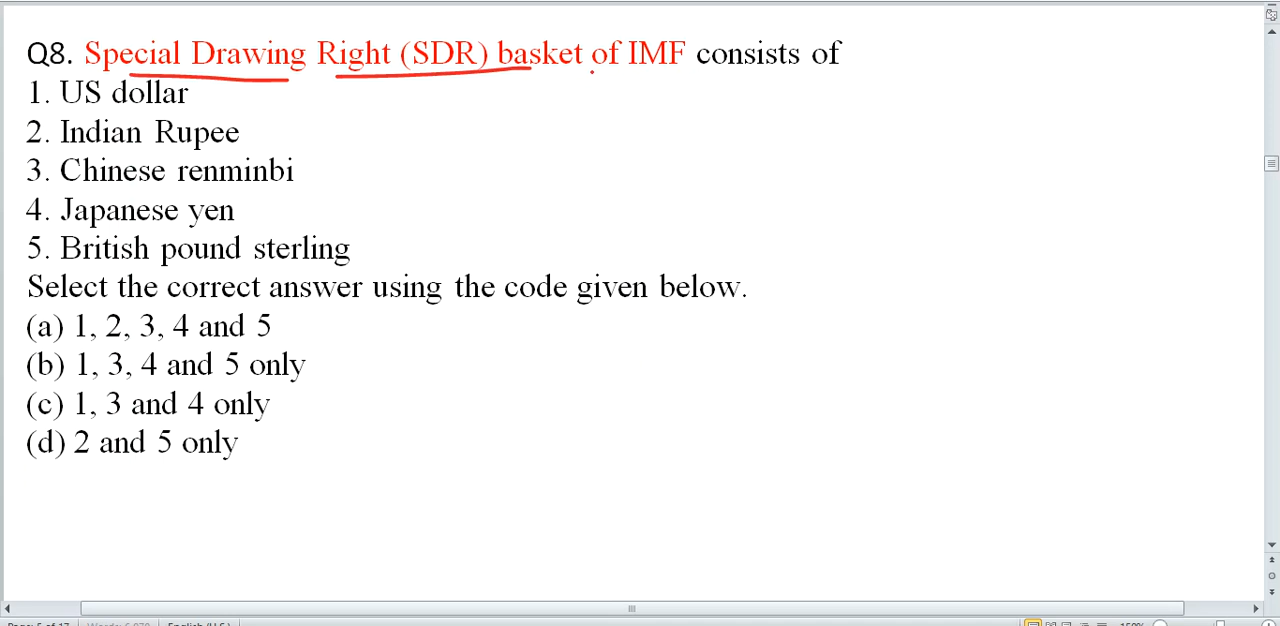 Q8. Special Drawing Right (SDR) basket of IMF consists of
1. US dollar
2. Indian Rupee
3. Chinese renminbi
4. Japanese yen
5. British pound sterling
Select the correct answer using the code given below.
(a) 1, 2, 3, 4 and 5
(b) 1, 3, 4 and 5 only
(c) 1, 3 and 4 only
(d) 2 and 5 only